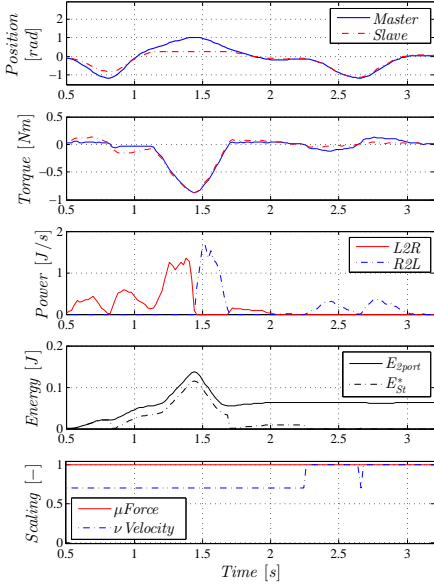 Position [rad]
1
0
−1
Master
Slave
0.5 1 1.5 2 2.5 3
Torque [Nm]
0.5
0
−0.5
−1
0.5 1 1.5 2 2.5 3
Power [J/s]
2
1
0
L2R
R2L
0.5 1 1.5 2 2.5 3
Energy [J]
0.2
0.1
0
E2port
E*St
0.5 1 1.5 2 2.5 3
Scaling [−]
1
0.5
0
μForce
ν Velocity
0.5 1 1.5 2 2.5 3
Time [s]